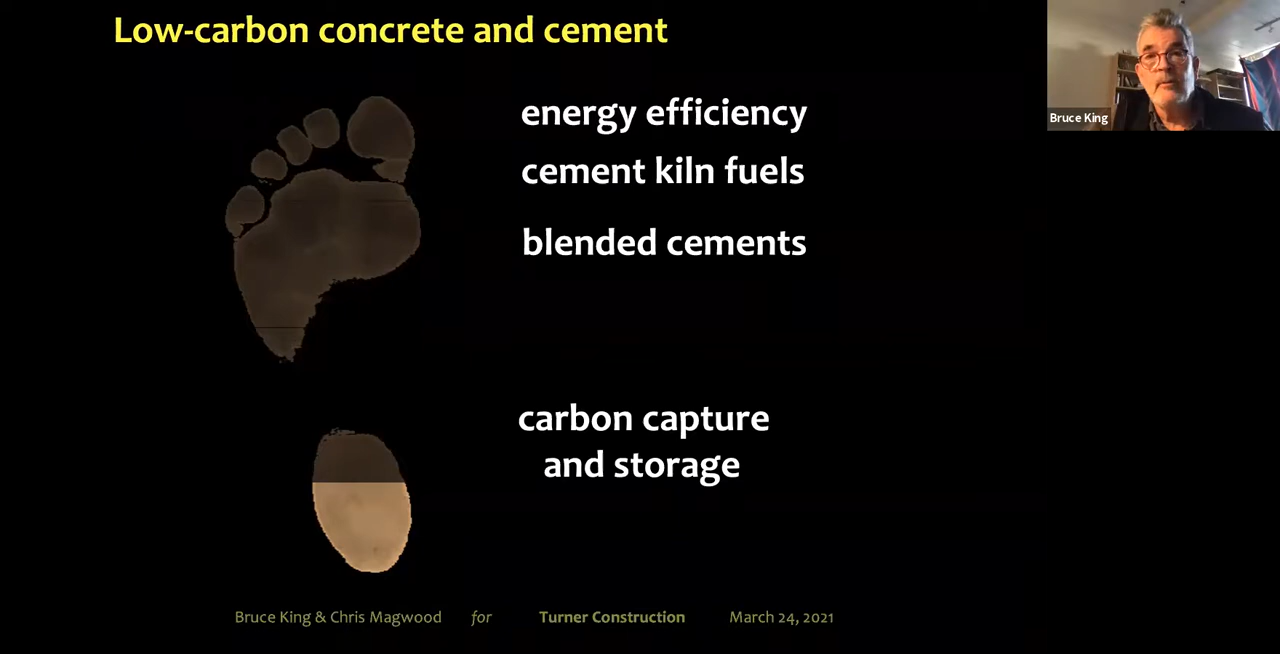 Low-carbon concrete and cement
Bruce King
energy efficiency
cement kiln fuels
blended cements
carbon capture
and storage
Bruce King & Chris Magwood for Turner Construction March 24, 2021